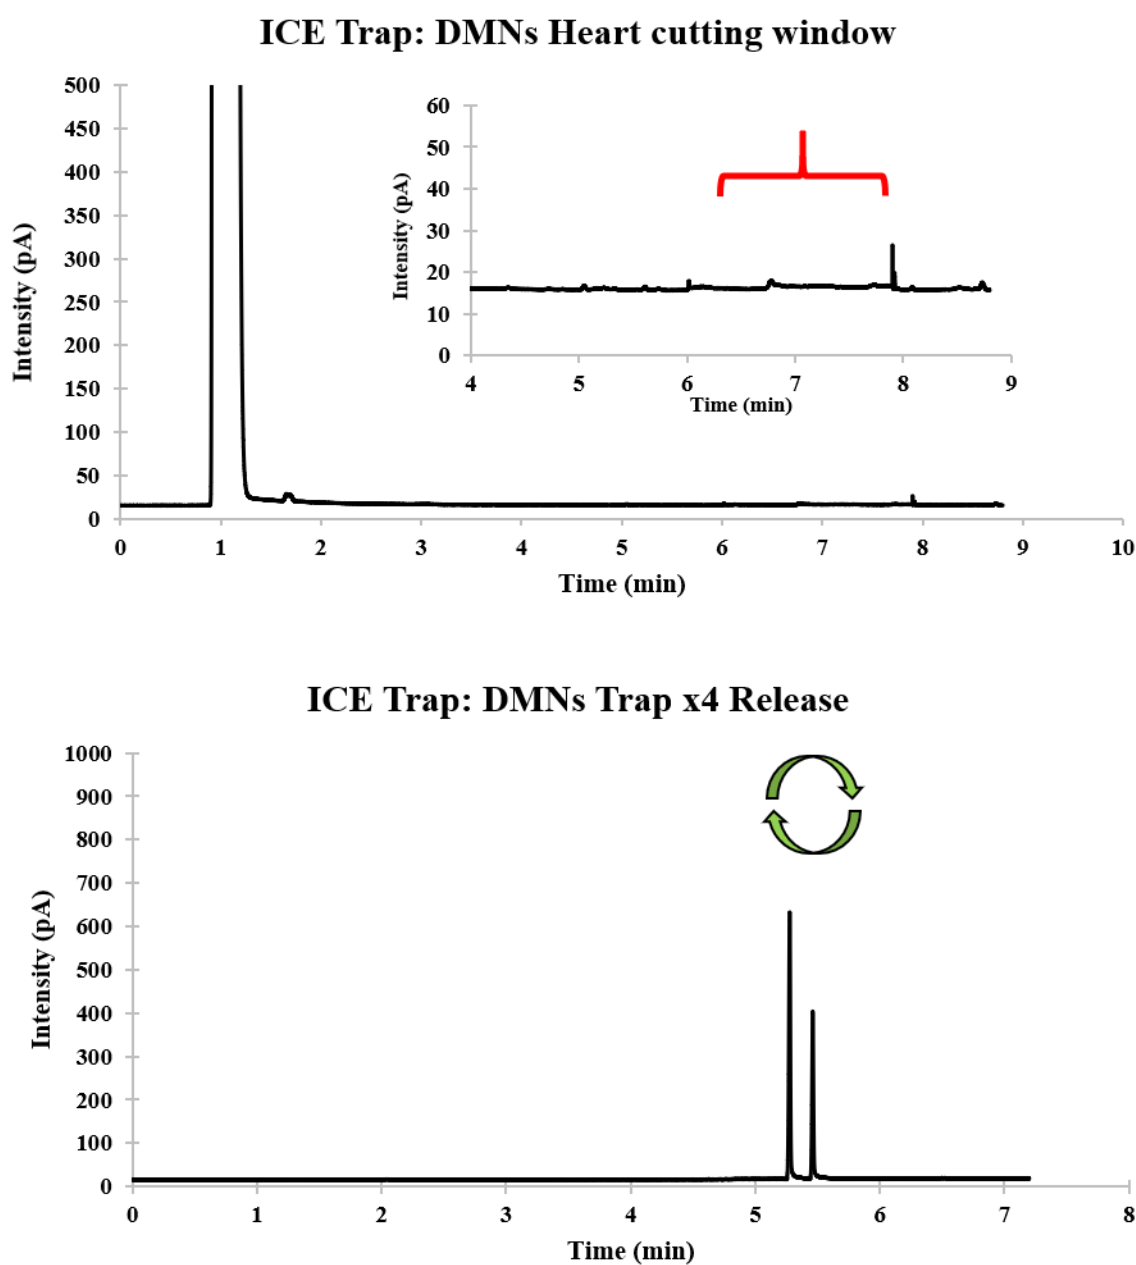 ICE Trap: DMNs Heart cutting window
500
450
400
350
300
250
200
150
100
50
0
Intensity (pA)
0 1 2 3 4 5 6 7 8 9 10
Time (min)
60
50
40
30
20
10
0
Intensity (pA)
4 5 6 7 8 9
Time (min)
ICE Trap: DMNs Trap x4 Release
1000
900
800
700
600
500
400
300
200
100
0
Intensity (pA)
0 1 2 3 4 5 6 7 8
Time (min)